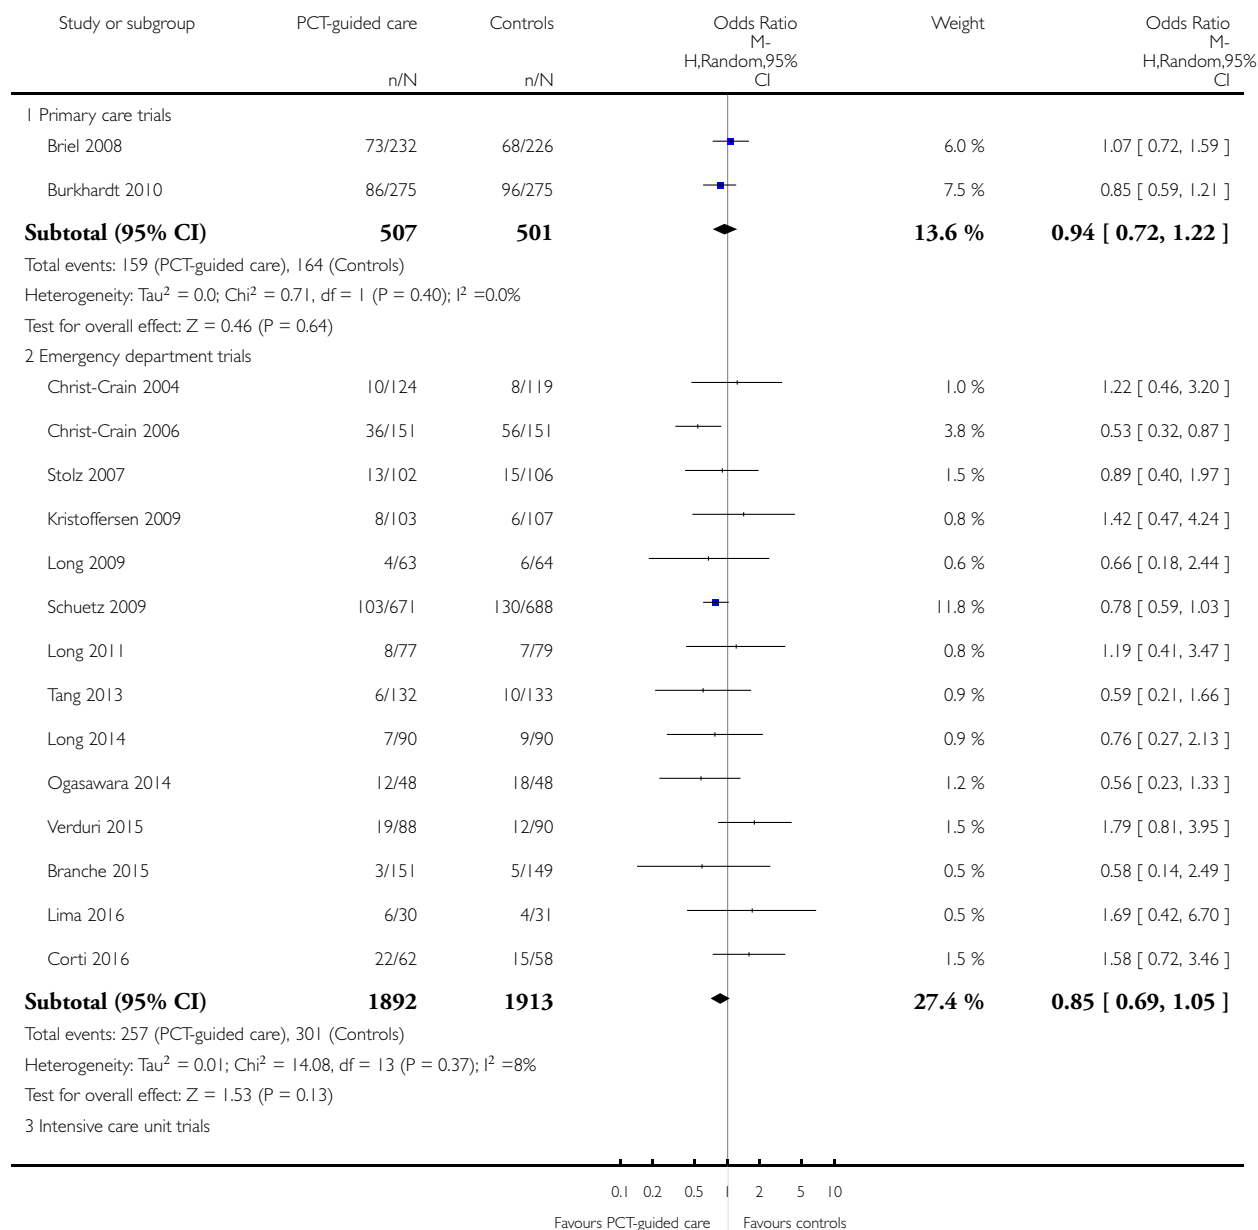 Study or subgroup PCT-guided care Controls Odds Ratio Weight Odds Ratio
M- M-
H,Random,95% H,Random,95%
n/N n/N CI CI
1 Primary care trials
Briel 2008 73/232 68/226 6.0 % 1.07 [ 0.72, 1.59 ]
Burkhardt 2010 86/275 96/275 7.5 % 0.85 [ 0.59, 1.21 ]
Subtotal (95% CI) 507 501 13.6 % 0.94 [ 0.72, 1.22 ]
Total events: 159 (PCT-guided care), 164 (Controls)
Heterogeneity: Tau² = 0.0; Chi² = 0.71, df = 1 (P = 0.40); I² =0.0%
Test for overall effect: Z = 0.46 (P = 0.64)
2 Emergency department trials
Christ-Crain 2004 10/124 8/119 1.0 % 1.22 [ 0.46, 3.20 ]
Christ-Crain 2006 36/151 56/151 3.8 % 0.53 [ 0.32, 0.87 ]
Stolz 2007 13/102 15/106 1.5 % 0.89 [ 0.40, 1.97 ]
Kristoffersen 2009 8/103 6/107 0.8 % 1.42 [ 0.47, 4.24 ]
Long 2009 4/63 6/64 0.6 % 0.66 [ 0.18, 2.44 ]
Schuetz 2009 103/671 130/688 11.8 % 0.78 [ 0.59, 1.03 ]
Long 2011 8/77 7/79 0.8 % 1.19 [ 0.41, 3.47 ]
Tang 2013 6/132 10/133 0.9 % 0.59 [ 0.21, 1.66 ]
Long 2014 7/90 9/90 0.9 % 0.76 [ 0.27, 2.13 ]
Ogasawara 2014 12/48 18/48 1.2 % 0.56 [ 0.23, 1.33 ]
Verduri 2015 19/88 12/90 1.5 % 1.79 [ 0.81, 3.95 ]
Branche 2015 3/151 5/149 0.5 % 0.58 [ 0.14, 2.49 ]
Lima 2016 6/30 4/31 0.5 % 1.69 [ 0.42, 6.70 ]
Corti 2016 22/62 15/58 1.5 % 1.58 [ 0.72, 3.46 ]
Subtotal (95% CI) 1892 1913 27.4 % 0.85 [ 0.69, 1.05 ]
Total events: 257 (PCT-guided care), 301 (Controls)
Heterogeneity: Tau² = 0.01; Chi² = 14.08, df = 13 (P = 0.37); I² =8%
Test for overall effect: Z = 1.53 (P = 0.13)
3 Intensive care unit trials
0.1 0.2 0.5 1 2 5 10
Favours PCT-guided care Favours controls